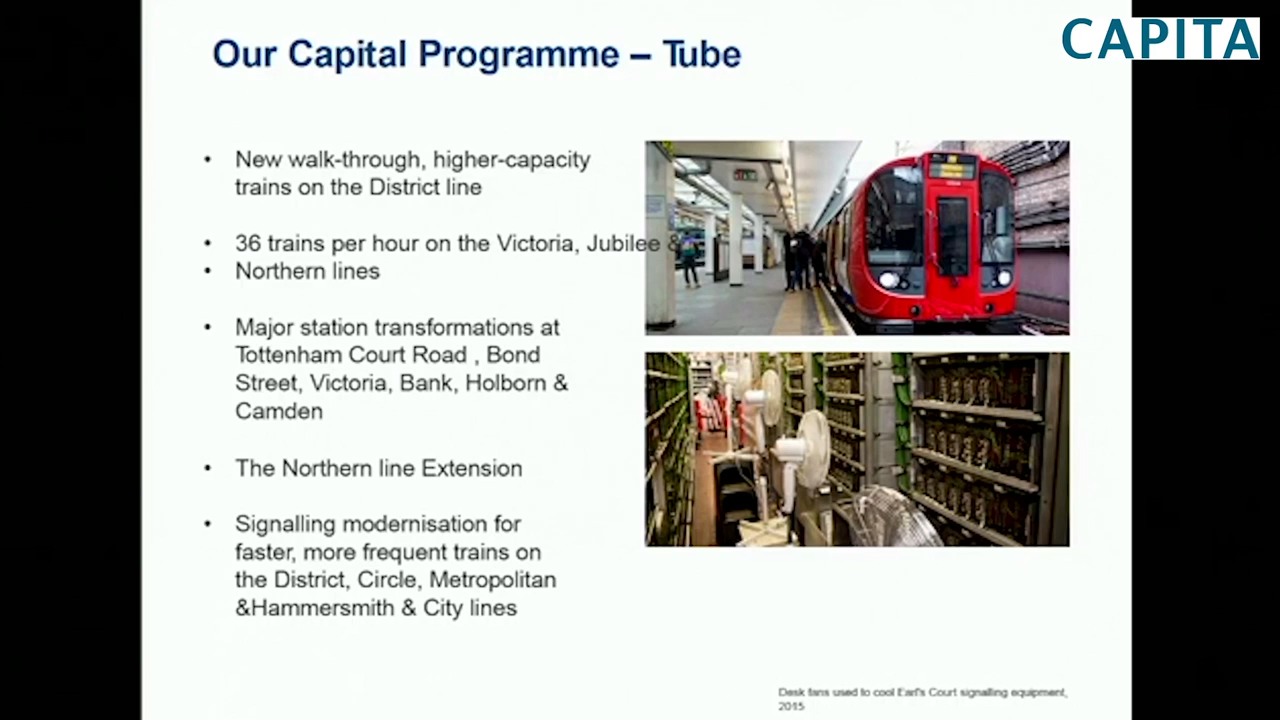 CAPITA
Our Capital Programme – Tube
• New walk-through, higher-capacity
trains on the District line
• 36 trains per hour on the Victoria, Jubilee &
• Northern lines
• Major station transformations at
Tottenham Court Road , Bond
Street, Victoria, Bank, Holborn &
Camden
• The Northern line Extension
• Signalling modernisation for
faster, more frequent trains on
the District, Circle, Metropolitan
&Hammersmith & City lines
Desk fans used to cool Earl's Court signalling equipment,
2015